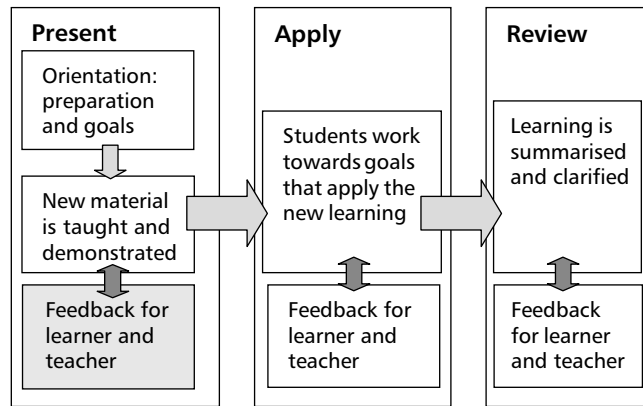 Present
Orientation:
preparation
and goals
New material
is taught and
demonstrated
Feedback for
learner and
teacher
Apply
Students work
towards goals
that apply the
new learning
Feedback for
learner and
teacher
Review
Learning is
summarised
and clarified
Feedback
for learner
and teacher